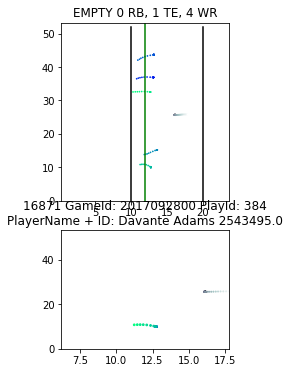 EMPTY 0 RB, 1 TE, 4 WR
50
40
30
20
10
0
5 10 15 20
16871 GameId: 2017092800 PlayId: 384
PlayerName + ID: Davante Adams 2543495.0
40
20
0
7.5 10.0 12.5 15.0 17.5